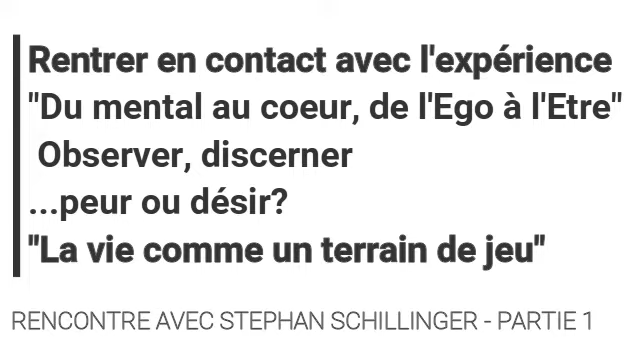 Rentrer en contact avec l'expérience
"Du mental au coeur, de l'Ego à l'Etre"
Observer, discerner
...peur ou désir?
"La vie comme un terrain de jeu"
RENCONTRE AVEC STEPHAN SCHILLINGER - PARTIE 1